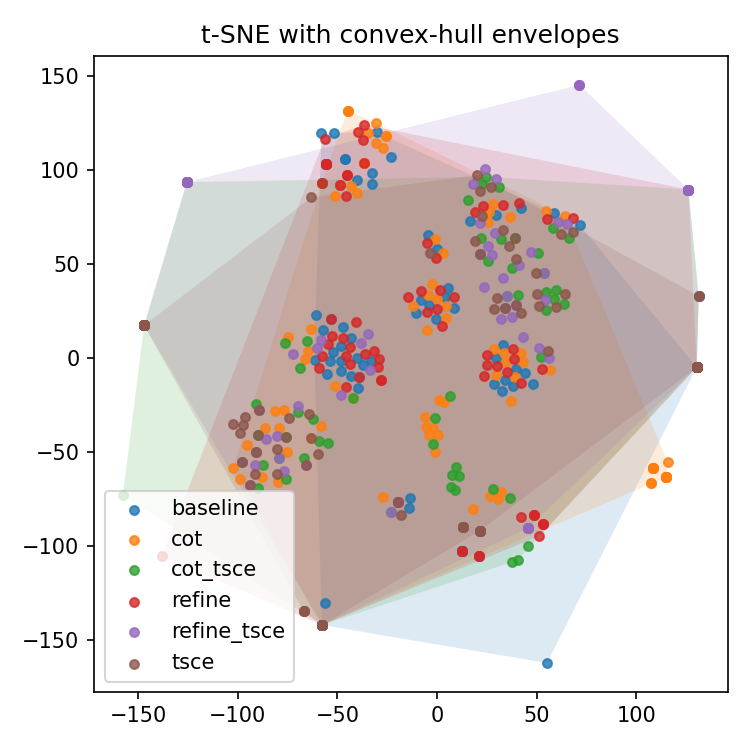 t-SNE with convex-hull envelopes
150
100
50
0
−50
−100
−150
−150
−100
−50
0
50
100
baseline
cot
cot_tsce
refine
refine_tsce
tsce